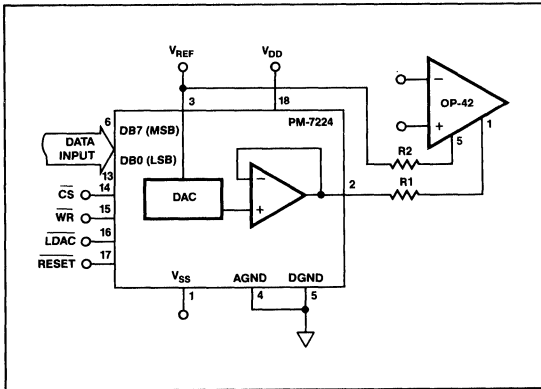 VREF
VDD
3
18
PM-7224
OP-42
−
+
1
5
R2
R1
6
DATA
INPUT
DB7 (MSB)
DB0 (LSB)
13
CS
14
WR
15
LDAC
16
RESET
17
DAC
−
+
2
VSS
AGND
DGND
1
4
5